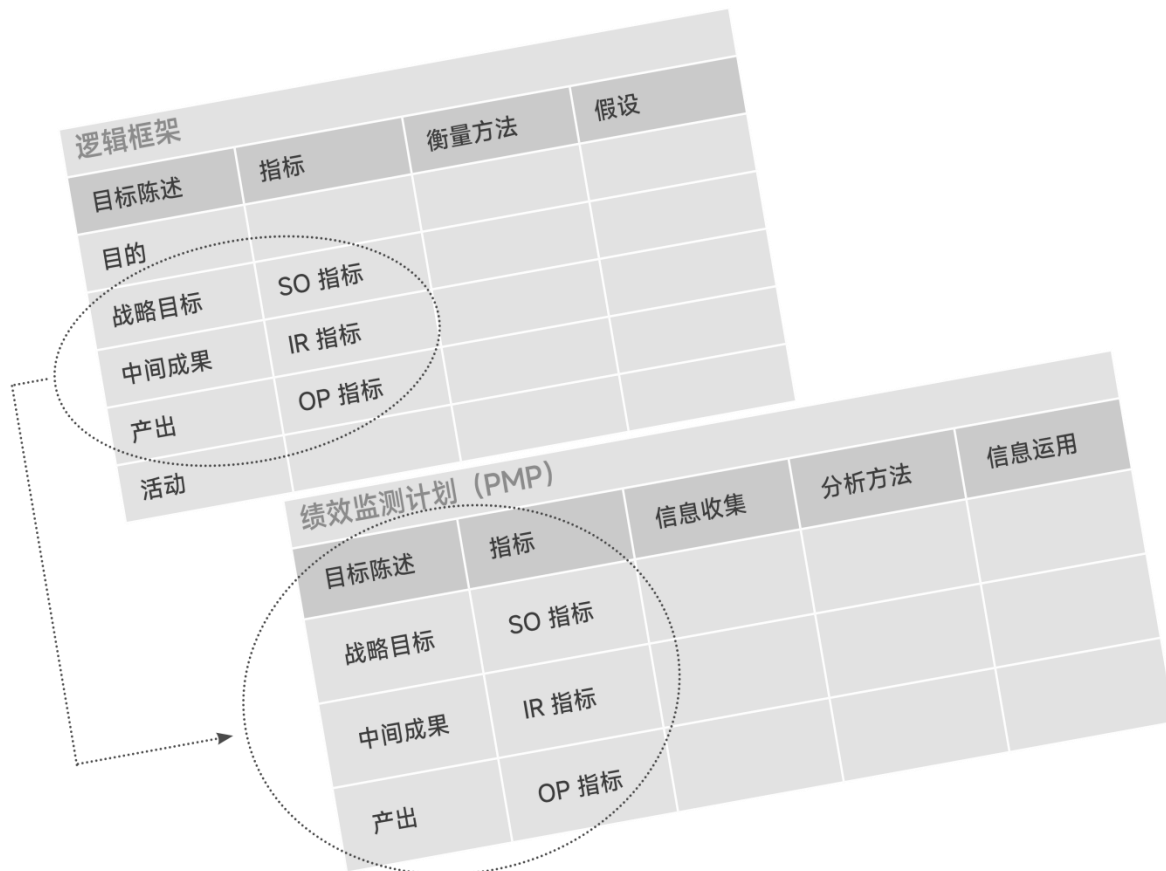 逻辑框架
目标陈述 指标 衡量方法 假设
目的
战略目标 SO 指标
中间成果 IR 指标
产出 OP 指标
活动
绩效监测计划（PMP）
目标陈述 指标 信息收集 分析方法 信息运用
战略目标 SO 指标
中间成果 IR 指标
产出 OP 指标